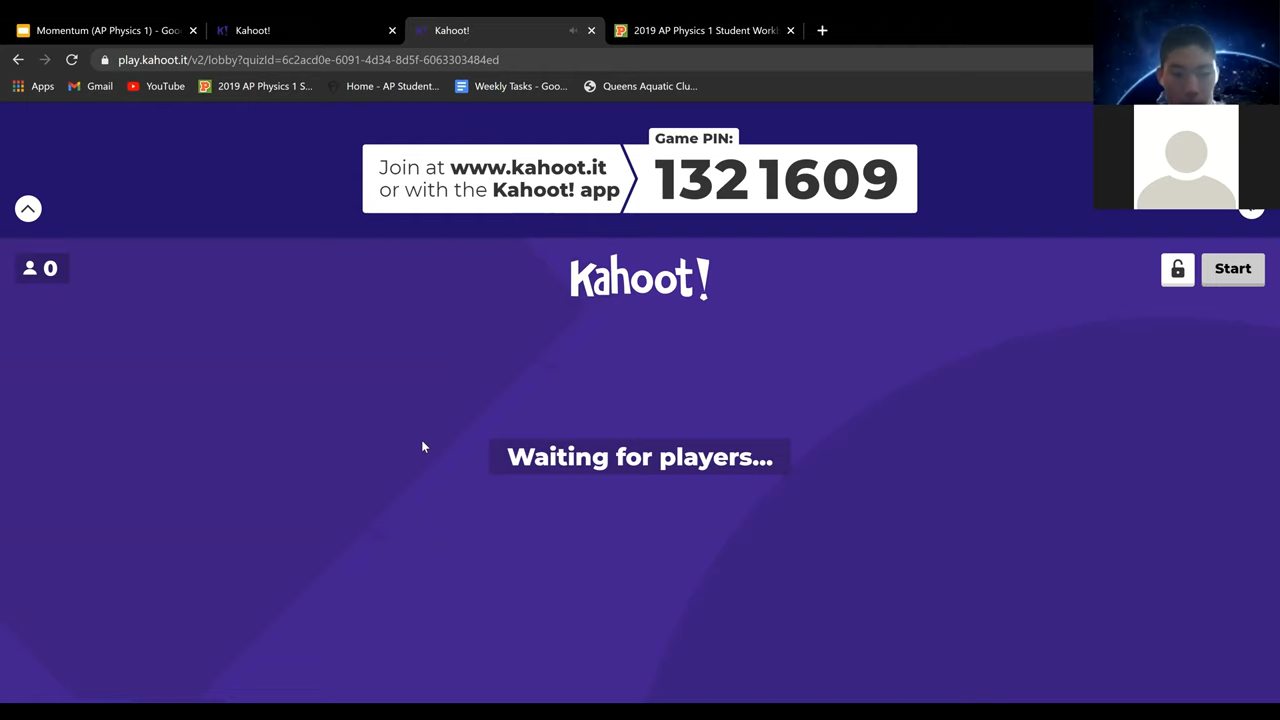 Momentum (AP Physics 1) - Goo
Kahoot!
Kahoot!
2019 AP Physics 1 Student Workb
play.kahoot.it/v2/lobby?quizId=6c2acd0e-6091-4d34-8d5f-6063303484ed
Apps
Gmail
YouTube
2019 AP Physics 1 S...
Home - AP Student...
Weekly Tasks - Goo...
Queens Aquatic Clu...
Game PIN:
Join at www.kahoot.it
or with the Kahoot! app
132 1609
0
Kahoot!
Start
Waiting for players...